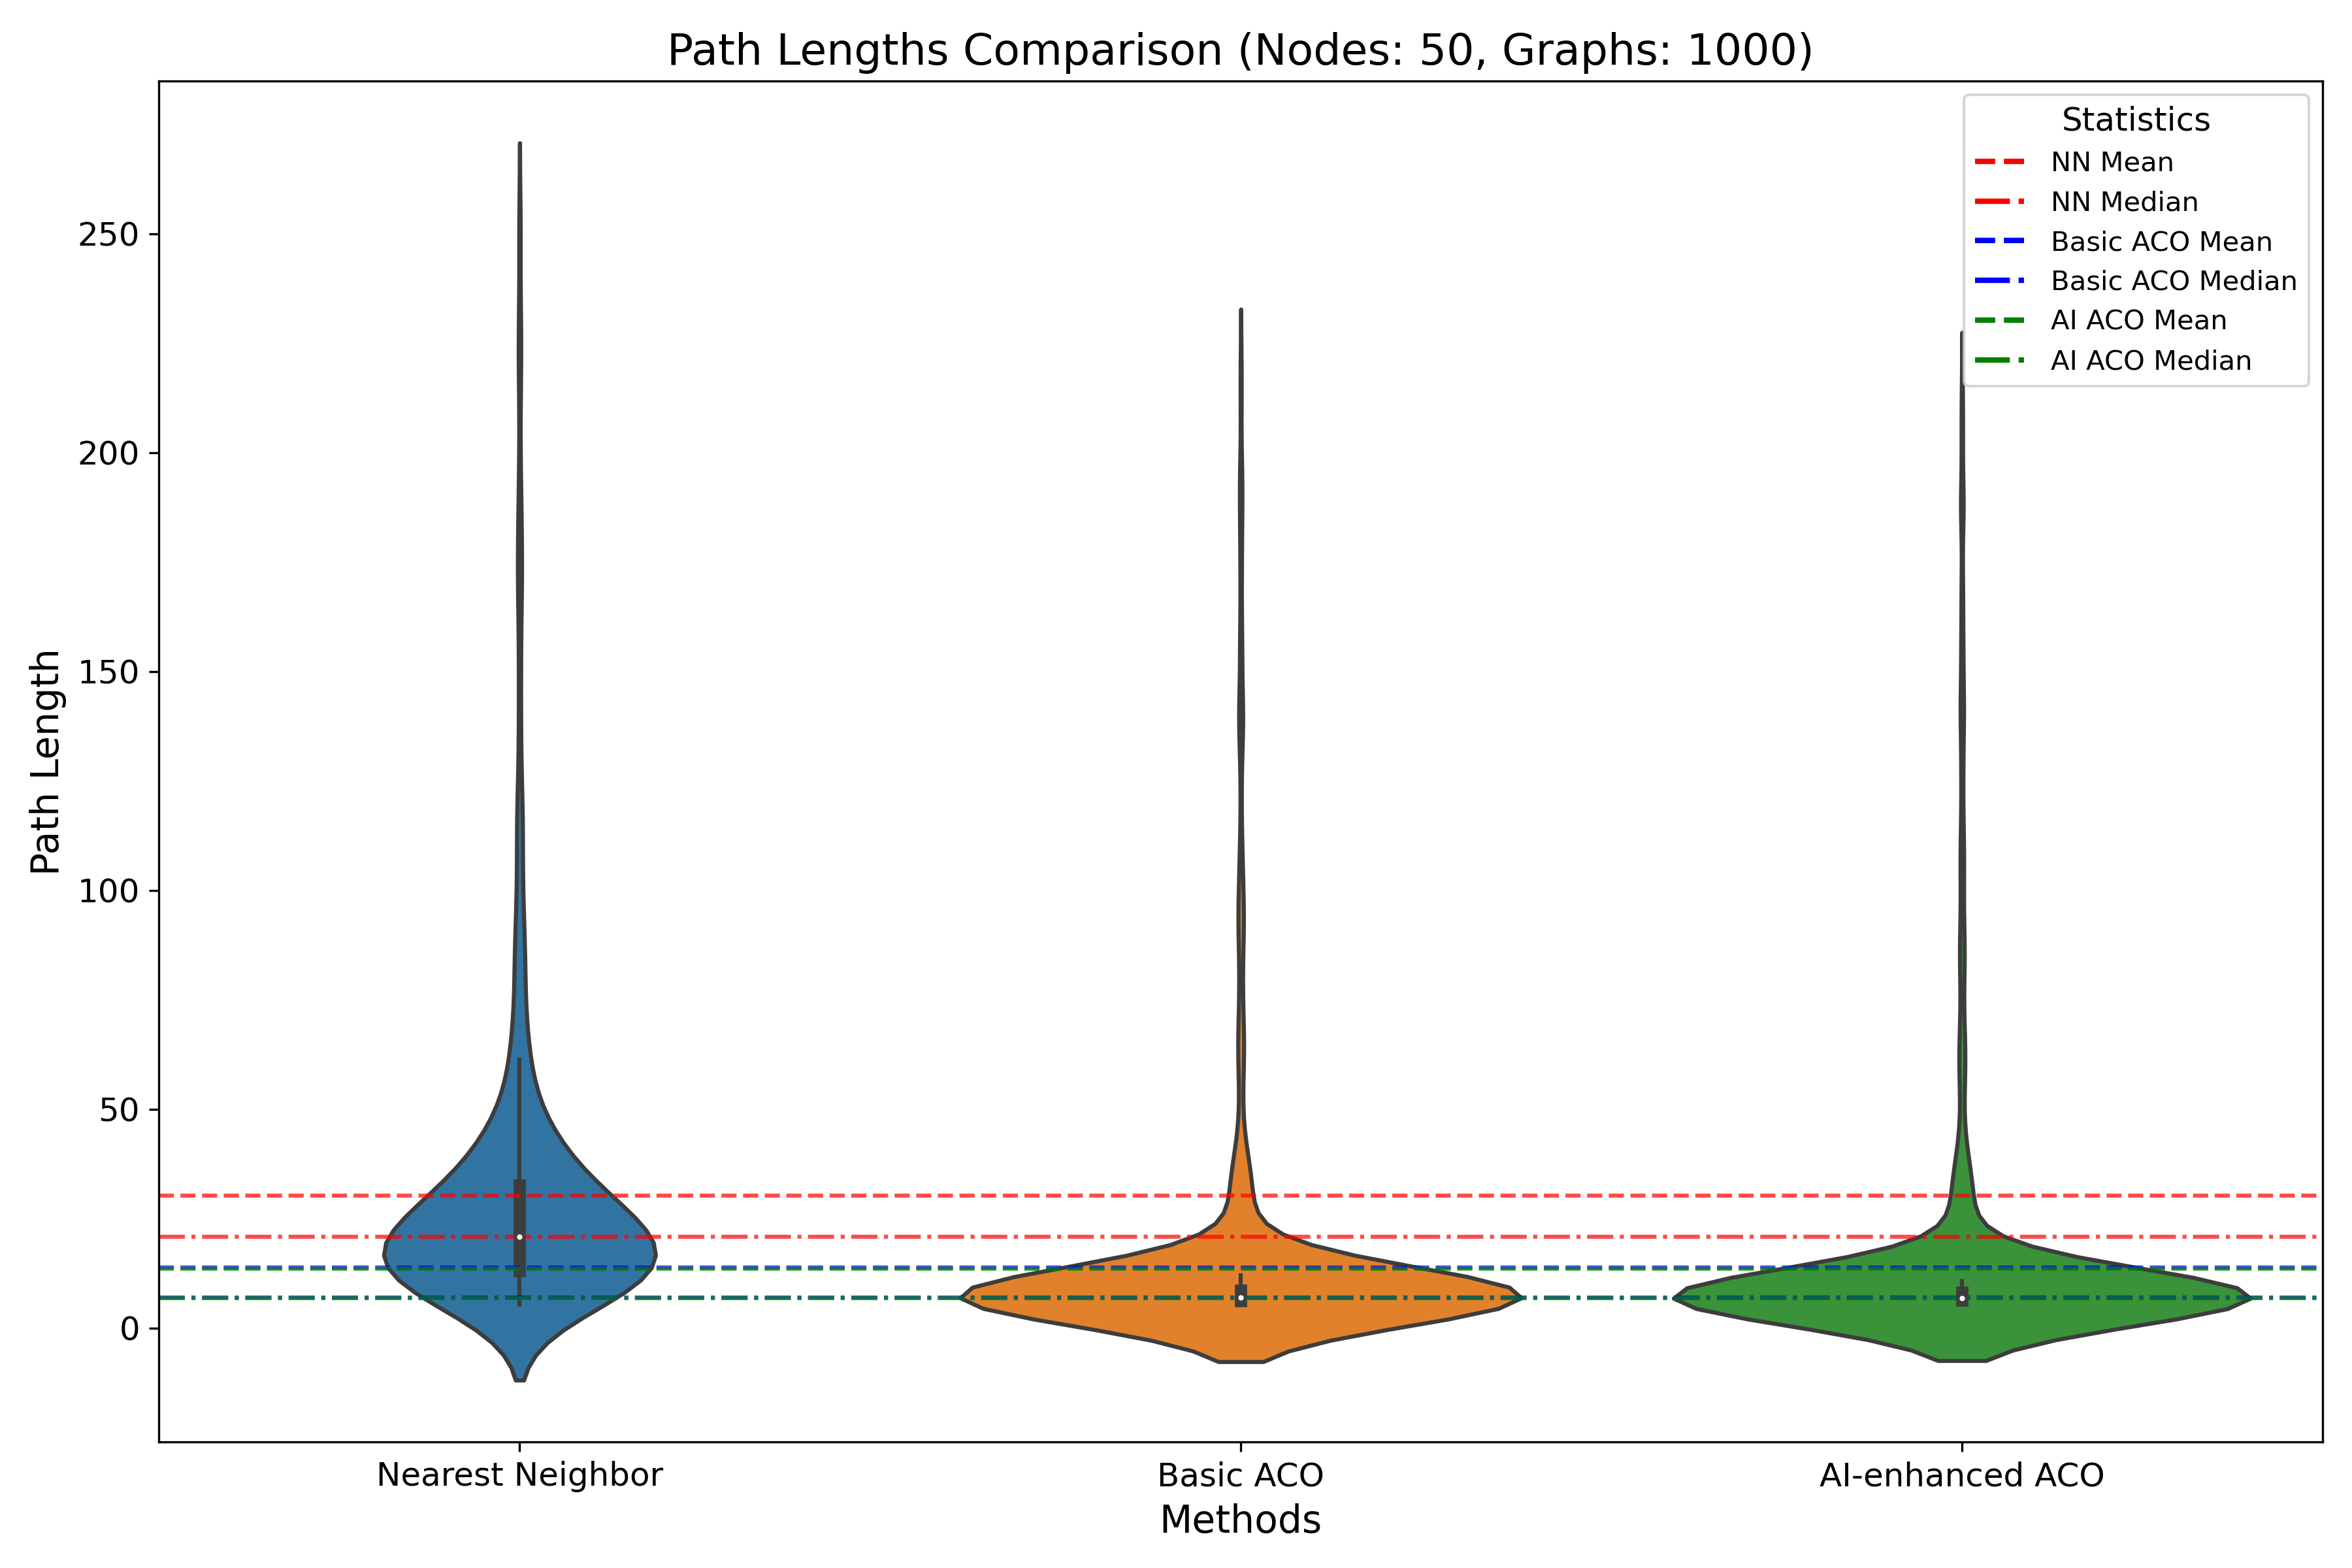 Path Lengths Comparison (Nodes: 50, Graphs: 1000)
Statistics
NN Mean
NN Median
Basic ACO Mean
Basic ACO Median
AI ACO Mean
AI ACO Median
Path Length
250
200
150
100
50
0
Nearest Neighbor
Basic ACO
AI-enhanced ACO
Methods